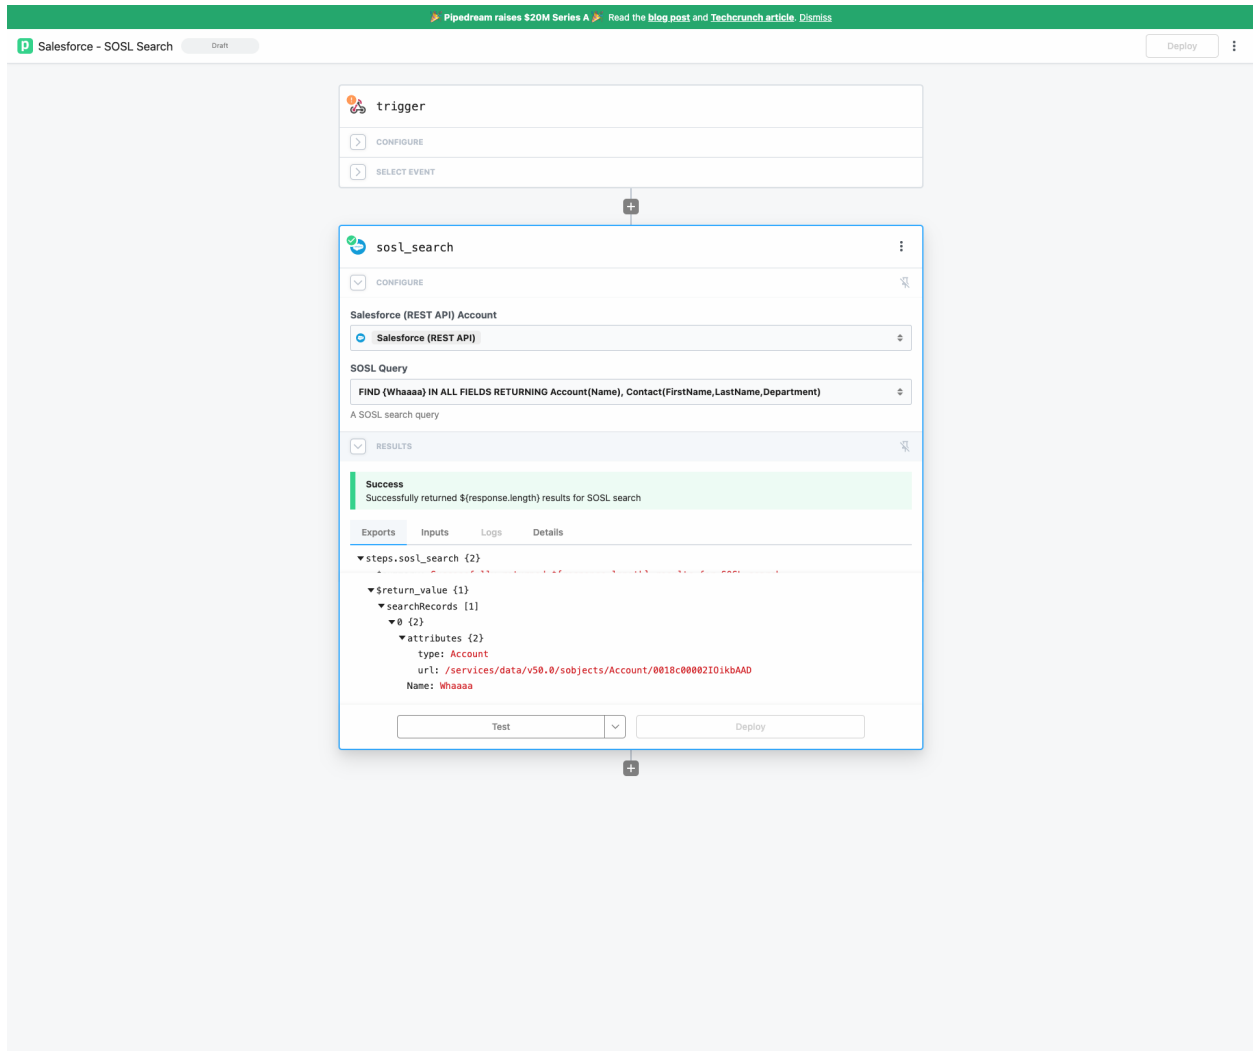 🎉 Pipedream raises $20M Series A 🎉 Read the blog post and Techcrunch article. Dismiss
p Salesforce - SOSL Search Draft Deploy
trigger
CONFIGURE
SELECT EVENT
sosl_search
CONFIGURE
Salesforce (REST API) Account
Salesforce (REST API)
SOSL Query
FIND {Whaaaa} IN ALL FIELDS RETURNING Account(Name), Contact(FirstName,LastName,Department)
A SOSL search query
RESULTS
Success
Successfully returned ${response.length} results for SOSL search
Exports Inputs Logs Details
steps.sosl_search {2}
$return_value {1}
searchRecords [1]
0 {2}
attributes {2}
type: Account
url: /services/data/v50.0/sobjects/Account/0018c00002IOikbAAD
Name: Whaaaa
Test Deploy